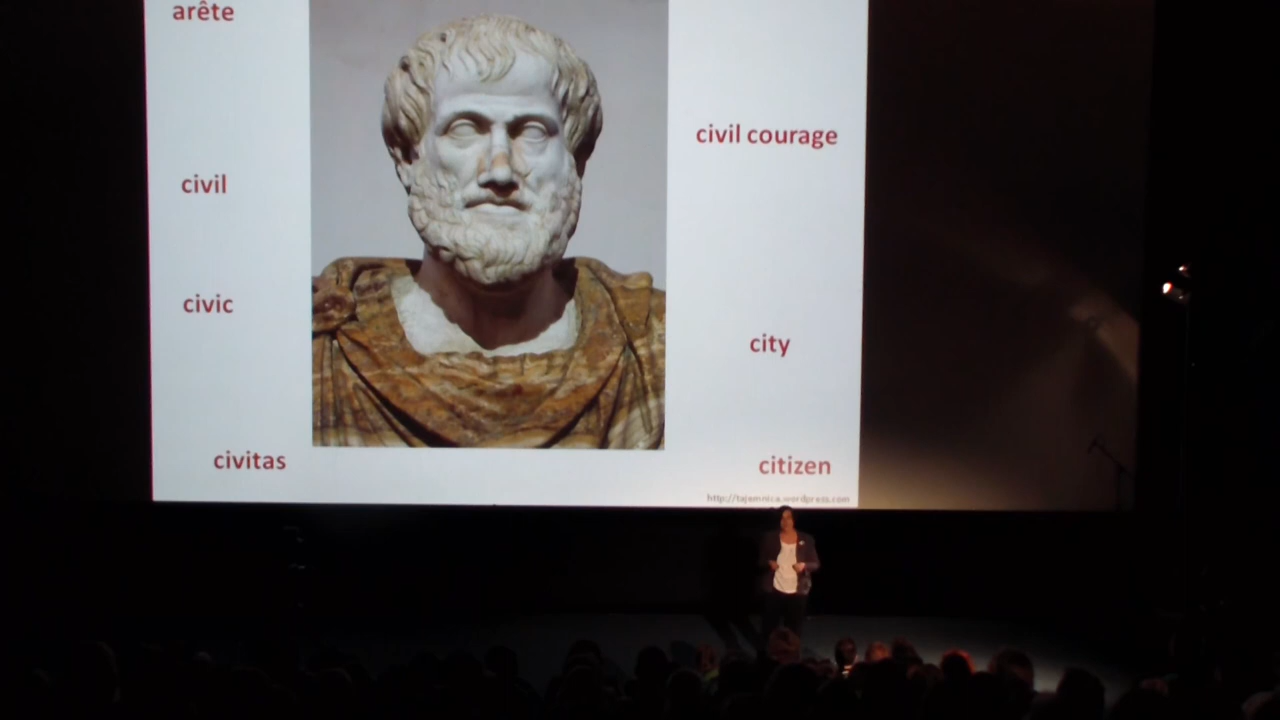 arête
civil courage
civil
civic
city
civitas
citizen
http://tajemnica.wordpress.com